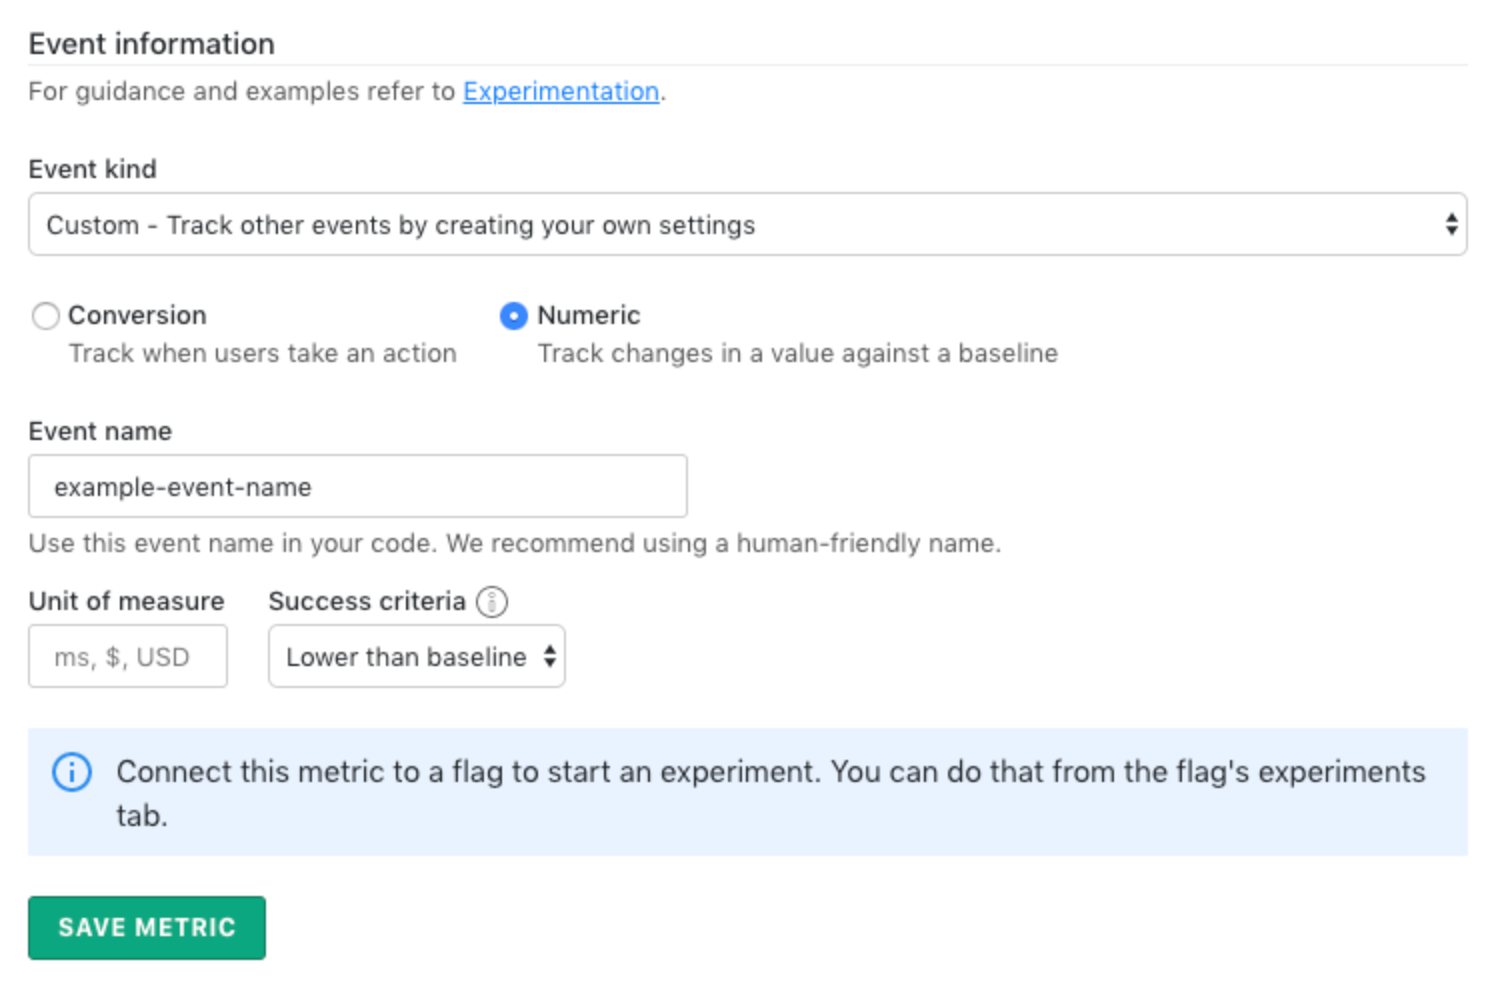 Event information
For guidance and examples refer to Experimentation.
Event kind
Custom - Track other events by creating your own settings
Conversion
Track when users take an action
Numeric
Track changes in a value against a baseline
Event name
example-event-name
Use this event name in your code. We recommend using a human-friendly name.
Unit of measure
Success criteria
ms, $, USD
Lower than baseline
Connect this metric to a flag to start an experiment. You can do that from the flag's experiments
tab.
SAVE METRIC